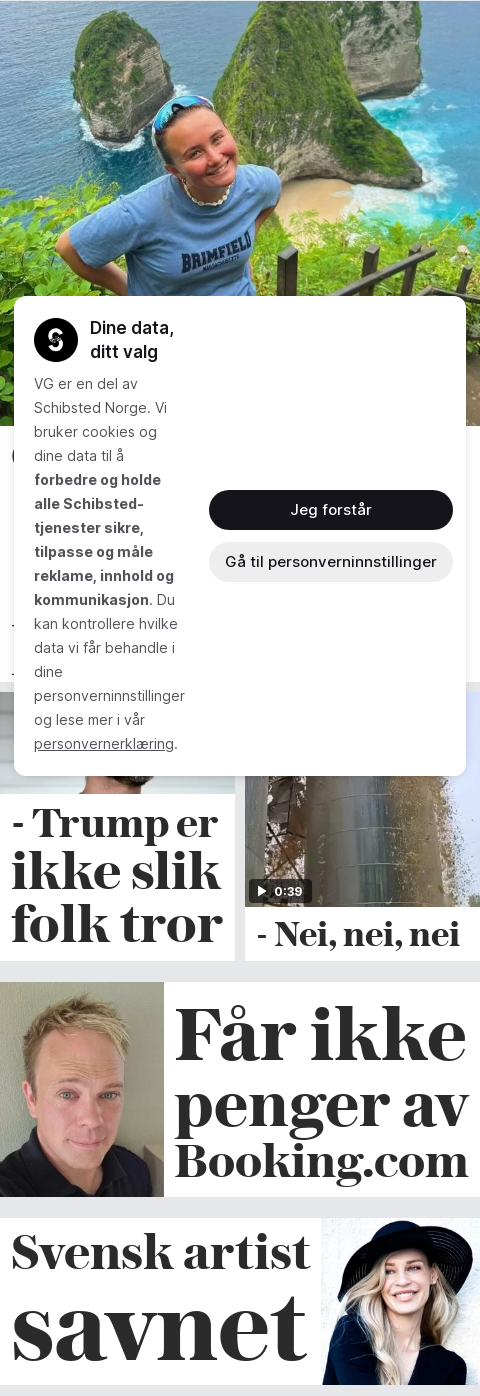 BRIMFIELD
MASSACHUSETTS
Dine data,
ditt valg
VG er en del av
Schibsted Norge. Vi
bruker cookies og
dine data til å
forbedre og holde
alle Schibsted-
tjenester sikre,
tilpasse og måle
reklame, innhold og
kommunikasjon. Du
kan kontrollere hvilke
data vi får behandle i
dine
personverninnstillinger
og lese mer i vår
personvernerklæring.
Jeg forstår
Gå til personverninnstillinger
- Trump er
ikke slik
folk tror
0:39
- Nei, nei, nei
Får ikke
penger av
Booking.com
Svensk artist
savnet